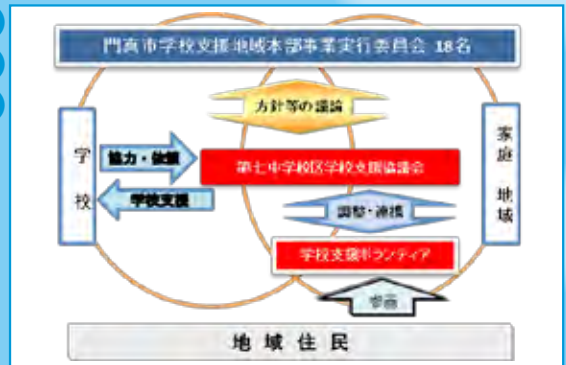 門真市学校支援地域本部事業実行委員会 18名
方針等の議論
学校
協力・依頼
第七中学校区学校支援協議会
学校支援
家庭 地域
調整・連携
学校支援ボランティア
参画
地域住民